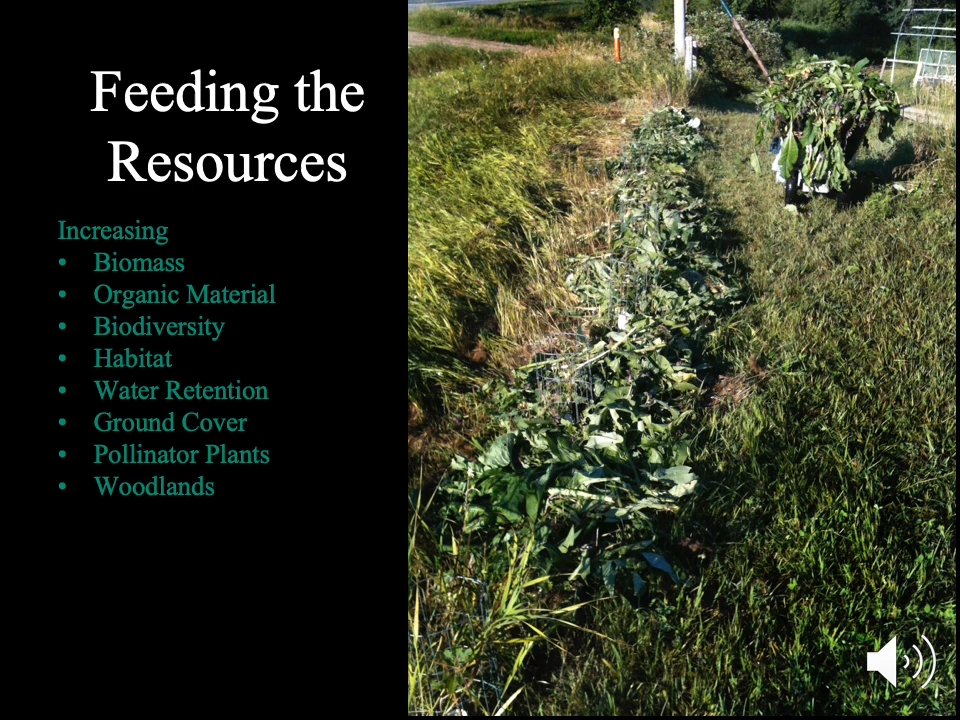 Feeding the
Resources
Increasing
• Biomass
• Organic Material
• Biodiversity
• Habitat
• Water Retention
• Ground Cover
• Pollinator Plants
• Woodlands